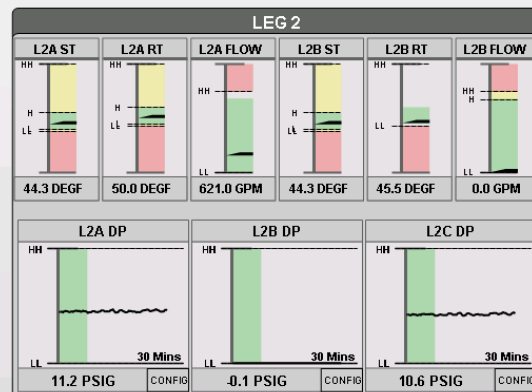 LEG 2
L2A ST L2A RT L2A FLOW L2B ST L2B RT L2B FLOW
HH HH HH HH HH HH
H H H H
LL LL LL LL LL LL
44.3 DEGF 50.0 DEGF 621.0 GPM 44.3 DEGF 45.5 DEGF 0.0 GPM
L2A DP L2B DP L2C DP
HH HH HH
LL 30 Mins LL 30 Mins LL 30 Mins
11.2 PSIG CONFIG -0.1 PSIG CONFIG 10.6 PSIG CONFIG